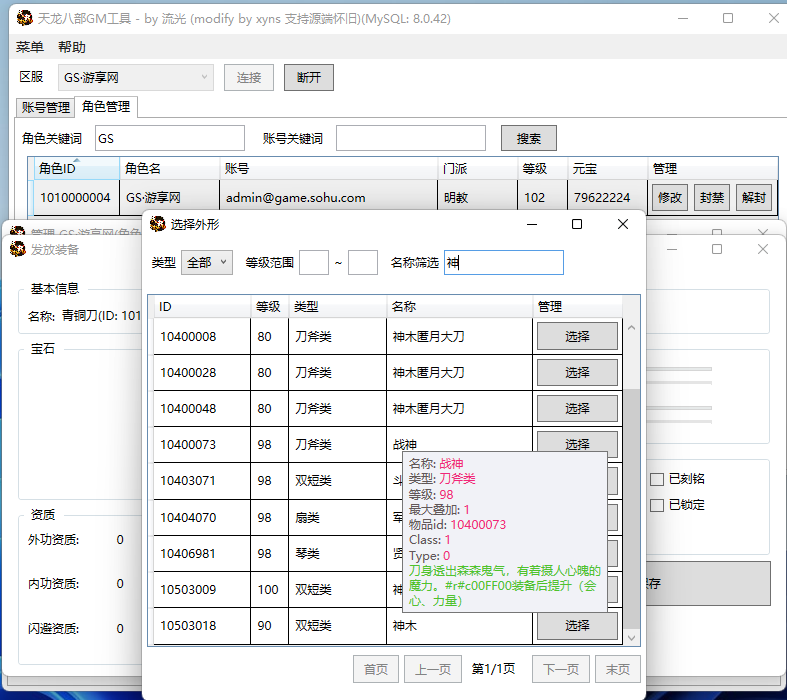 天龙八部GM工具 - by 流光 (modify by xyns 支持源端怀旧)(MySQL: 8.0.42)
菜单 帮助
区服 GS·游享网 连接 断开
账号管理 角色管理
角色关键词 GS 账号关键词 搜索
角色ID 角色名 账号 门派 等级 元宝 管理
1010000004 GS·游享网 admin@game.sohu.com 明教 102 79622224 修改 封禁 解封
管理 GS·游享网(角色
发放装备
基本信息
名称: 青铜刀(ID: 101
宝石
资质
外功资质: 0
内功资质: 0
闪避资质: 0
已刻铭
已锁定
存
选择外形
类型 全部 等级范围 ~ 名称筛选 神
ID 等级 类型 名称 管理
10400008 80 刀斧类 神木匿月大刀 选择
10400028 80 刀斧类 神木匿月大刀 选择
10400048 80 刀斧类 神木匿月大刀 选择
10400073 98 刀斧类 战神 选择
10403071 98 双短类 斗
10404070 98 扇类 军
10406981 98 琴类 贤
10503009 100 双短类 神
10503018 90 双短类 神木 选择
名称: 战神
类型: 刀斧类
等级: 98
最大叠加: 1
物品id: 10400073
Class: 1
Type: 0
刀身透出森森鬼气，有着摄人心魄的
魔力。#r#c00FF00装备后提升（会
心、力量）
首页 上一页 第1/1页 下一页 末页